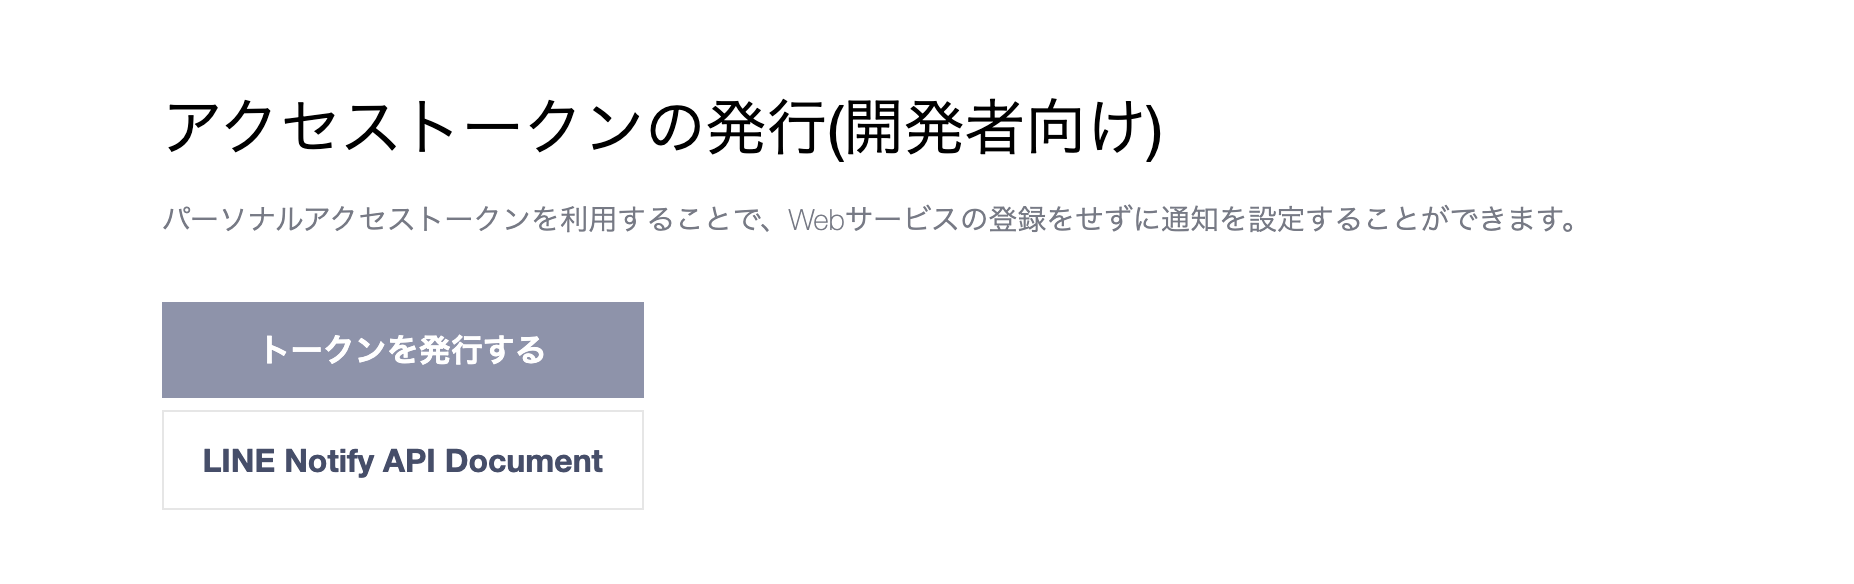 アクセストークンの発行(開発者向け)
パーソナルアクセストークンを利用することで、Webサービスの登録をせずに通知を設定することができます。
トークンを発行する
LINE Notify API Document